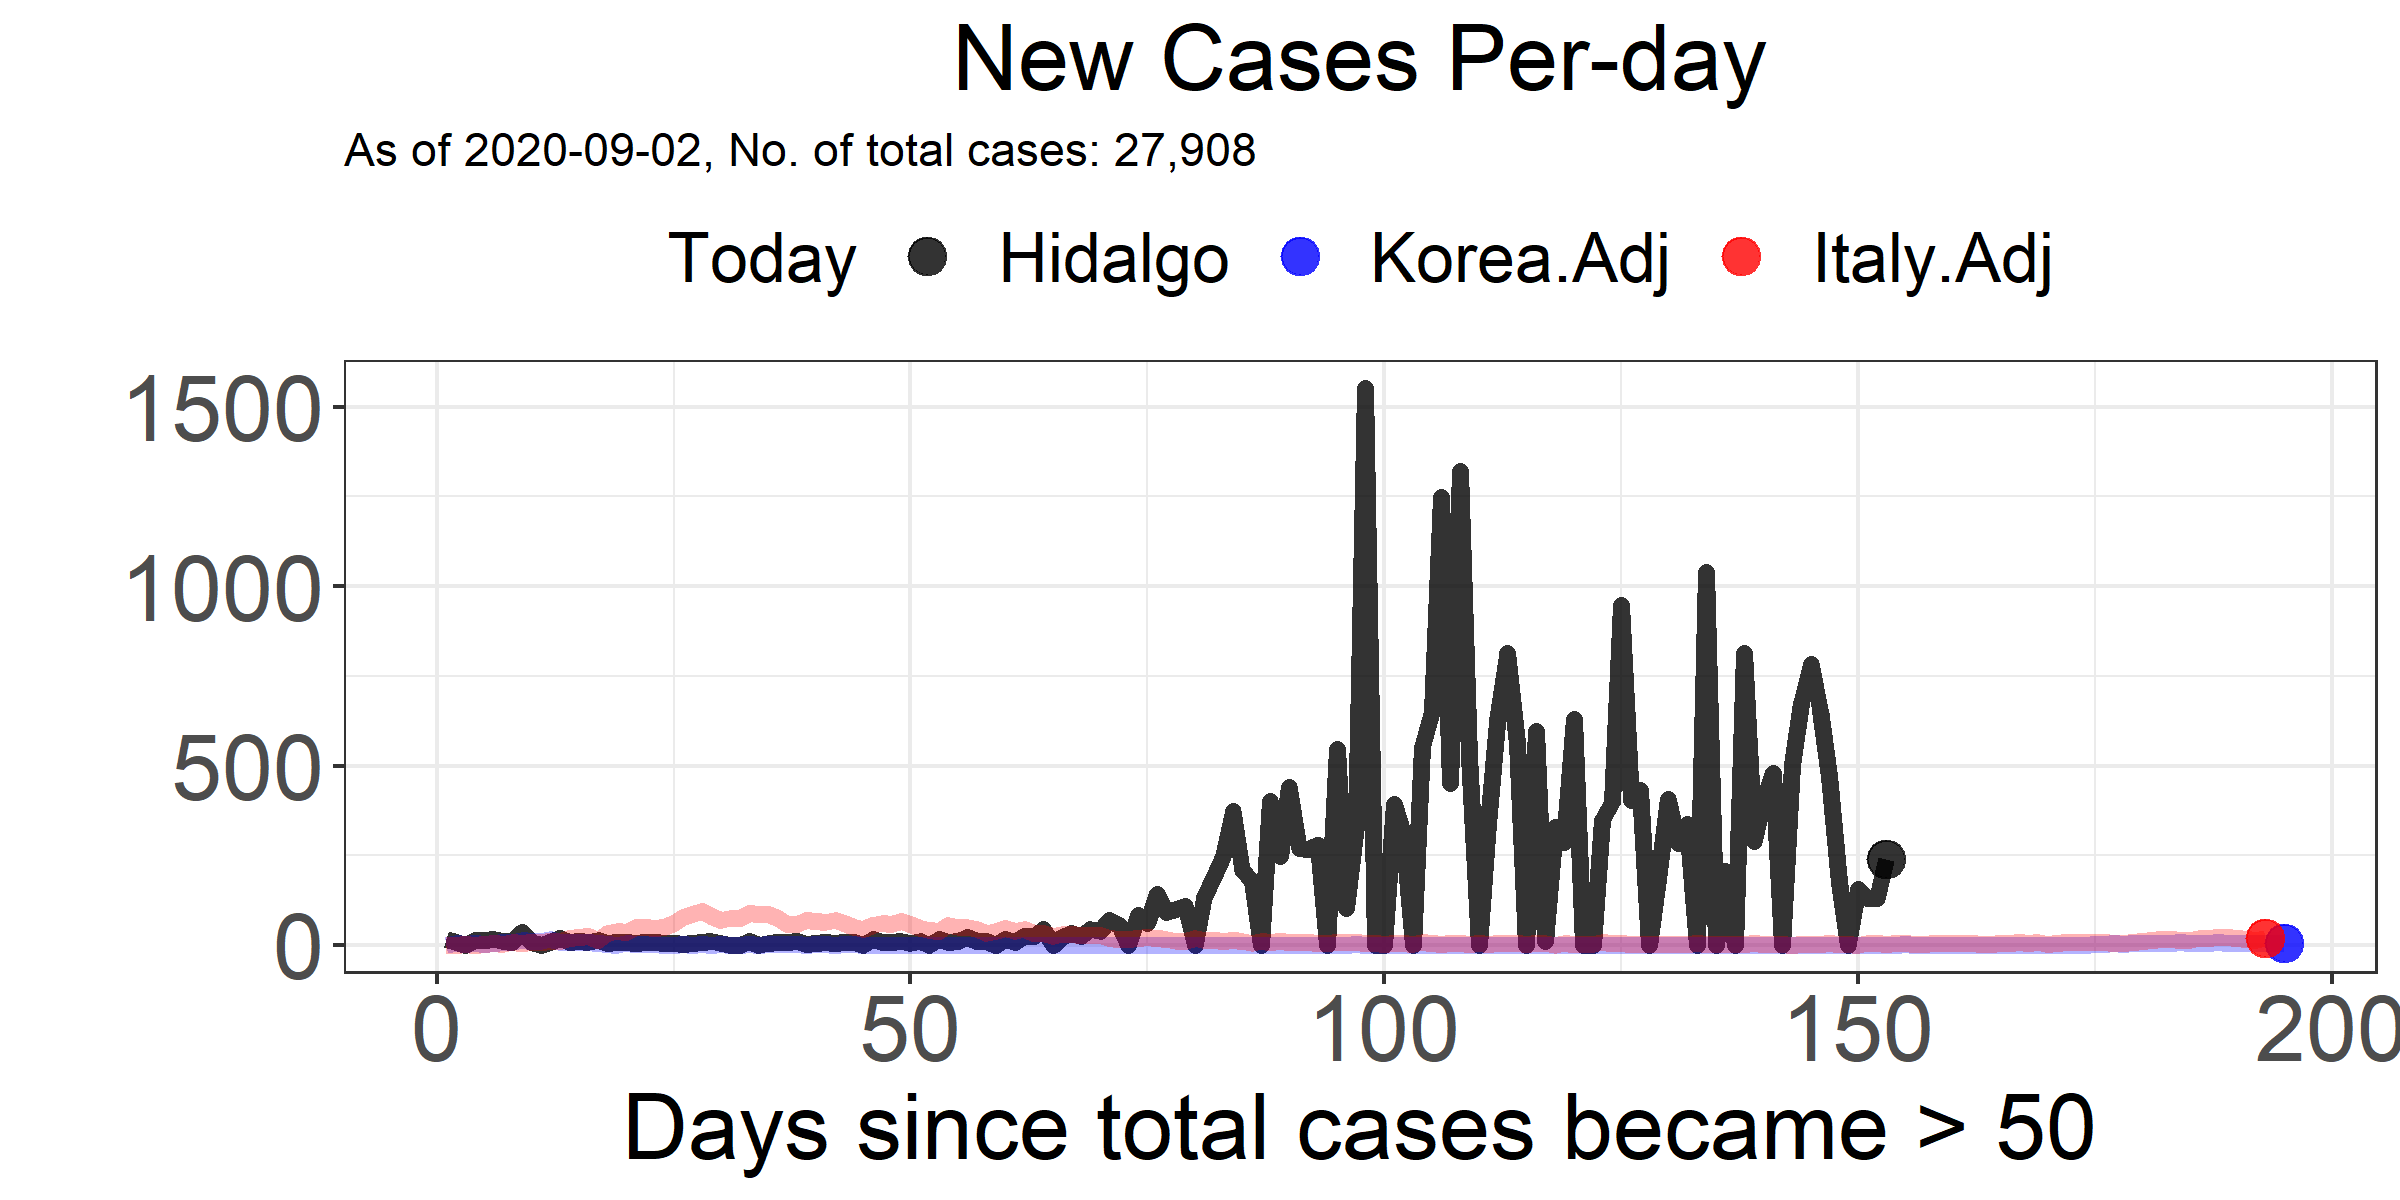 New Cases Per-day
As of 2020-09-02, No. of total cases: 27,908
Today Hidalgo Korea.Adj Italy.Adj
1500
1000
500
0
0 50 100 150 200
Days since total cases became > 50